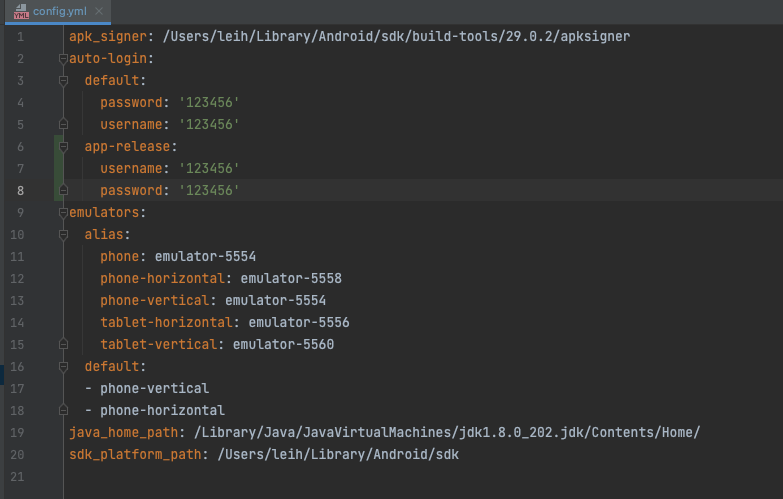 config.yml
1 apk_signer: /Users/leih/Library/Android/sdk/build-tools/29.0.2/apksigner
2 auto-login:
3   default:
4     password: '123456'
5     username: '123456'
6   app-release:
7     username: '123456'
8     password: '123456'
9 emulators:
10   alias:
11     phone: emulator-5554
12     phone-horizontal: emulator-5558
13     phone-vertical: emulator-5554
14     tablet-horizontal: emulator-5556
15     tablet-vertical: emulator-5560
16   default:
17   - phone-vertical
18   - phone-horizontal
19 java_home_path: /Library/Java/JavaVirtualMachines/jdk1.8.0_202.jdk/Contents/Home/
20 sdk_platform_path: /Users/leih/Library/Android/sdk
21